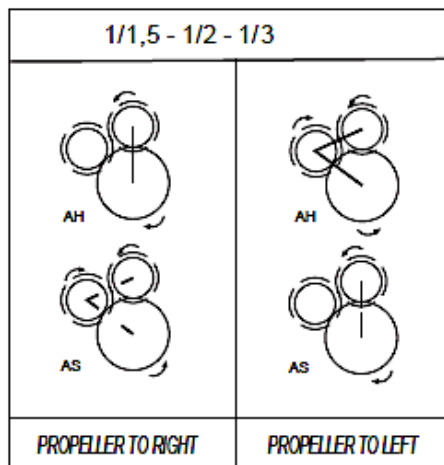 1/1,5 - 1/2 - 1/3
AH
AH
AS
AS
PROPELLER TO RIGHT
PROPELLER TO LEFT